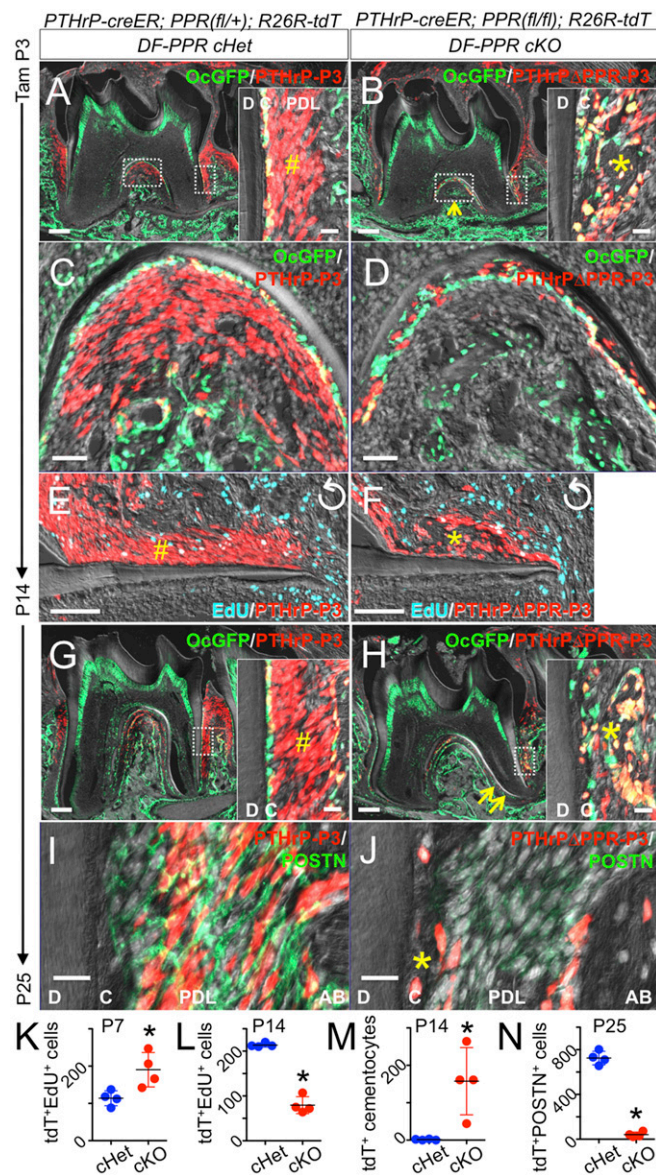 PTHrP-creER; PPR(fl/+); R26R-tdT
PTHrP-creER; PPR(fl/fl); R26R-tdT
DF-PPR cHet
DF-PPR cKO
Tam P3
A
OcGFP/PTHrP-P3
D C PDL
#
B
OcGFP/PTHrPΔPPR-P3
D C
*
C
OcGFP/
PTHrP-P3
D
OcGFP/
PTHrPΔPPR-P3
E
#
EdU/PTHrP-P3
F
*
EdU/PTHrPΔPPR-P3
P14
G
OcGFP/PTHrP-P3
#
D C
H
OcGFP/PTHrPΔPPR-P3
*
D C
I
PTHrP-P3/
POSTN
D C PDL AB
J
PTHrPΔPPR-P3/
POSTN
*
D C PDL AB
P25
K
P7
*
tdT+EdU+ cells
200
0
cHet
cKO
L
P14
*
tdT+EdU+ cells
200
100
0
cHet
cKO
M
P14
*
tdT+ cementocytes
200
0
cHet
cKO
N
P25
*
tdT+POSTN+ cells
800
400
0
cHet
cKO